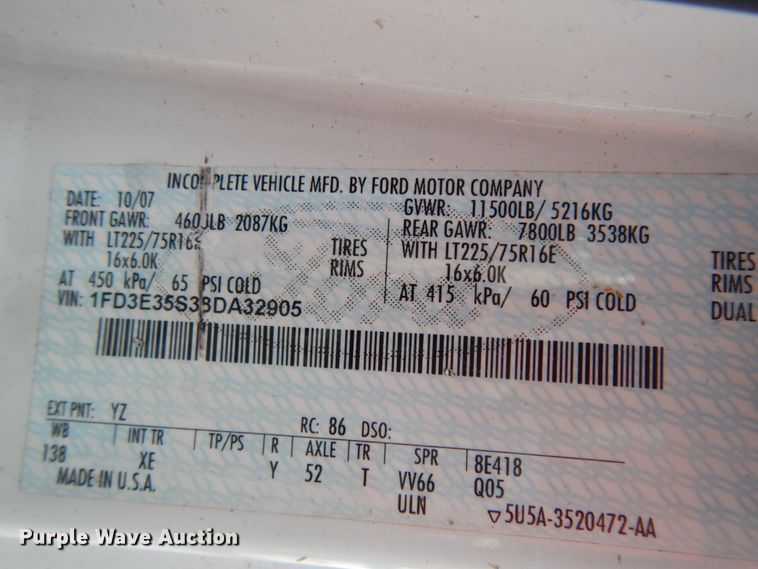 INCOMPLETE VEHICLE MFD. BY FORD MOTOR COMPANY
DATE: 10/07 GVWR: 11500LB/ 5216KG
FRONT GAWR: 4600LB 2087KG REAR GAWR: 7800LB 3538KG
WITH LT225/75R16E TIRES WITH LT225/75R16E TIRES
16x6.0K RIMS 16x6.0K RIMS
AT 450 kPa/ 65 PSI COLD AT 415 kPa/ 60 PSI COLD DUAL
VIN: 1FD3E35S38DA32905
EXT PNT: YZ RC: 86 DSO:
WB INT TR TP/PS R AXLE TR SPR 8E418
138 XE Y 52 T VV66 Q05
MADE IN U.S.A. ULN ▽5U5A-3520472-AA
Purple Wave Auction